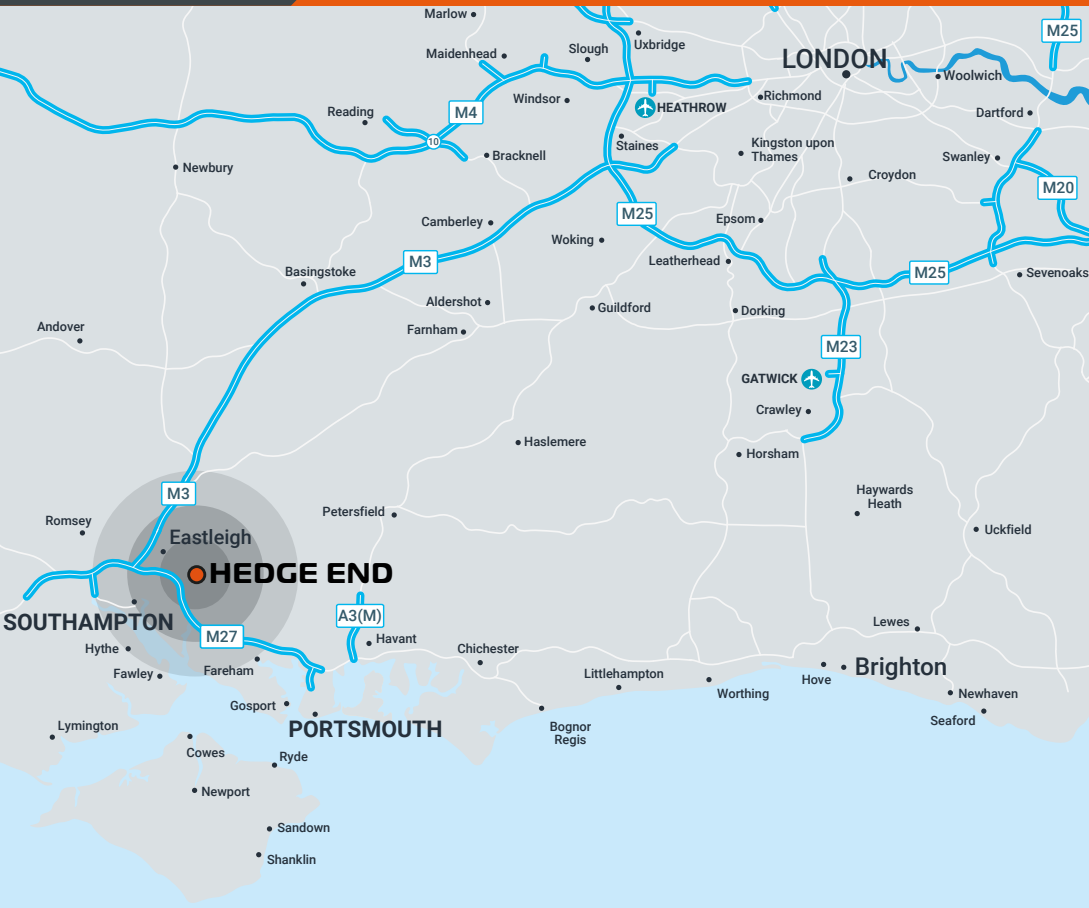 Marlow
M25
Uxbridge
Slough
Maidenhead
LONDON
Woolwich
Windsor
HEATHROW
Richmond
Reading
M4
Dartford
10
Staines
Kingston upon
Thames
Bracknell
Swanley
Newbury
Croydon
M20
Camberley
M25
Epsom
Woking
M3
Leatherhead
Basingstoke
M25
Sevenoaks
Aldershot
Guildford
Dorking
Andover
Farnham
M23
GATWICK
Crawley
Haslemere
Horsham
M3
Haywards
Heath
Petersfield
Romsey
Uckfield
Eastleigh
HEDGE END
A3(M)
SOUTHAMPTON
Lewes
M27
Havant
Hythe
Chichester
Brighton
Fareham
Fawley
Littlehampton
Hove
Worthing
Newhaven
Gosport
Seaford
Lymington
PORTSMOUTH
Bognor
Regis
Cowes
Ryde
Newport
Sandown
Shanklin